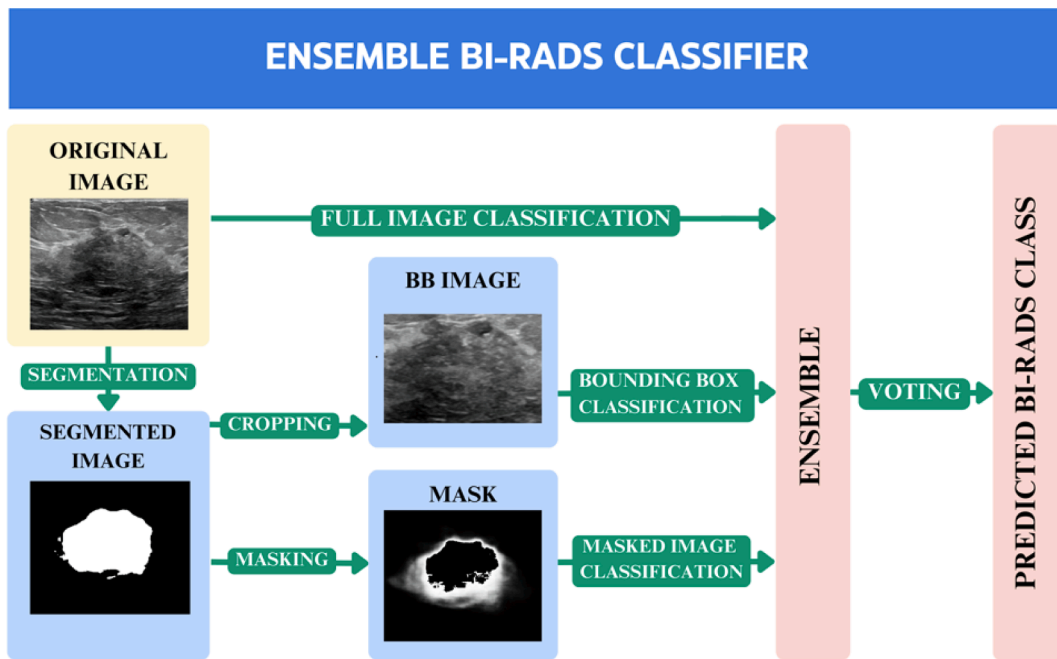 ENSEMBLE BI-RADS CLASSIFIER
ORIGINAL
IMAGE
FULL IMAGE CLASSIFICATION
SEGMENTATION
SEGMENTED
IMAGE
CROPPING
BB IMAGE
BOUNDING BOX
CLASSIFICATION
MASKING
MASK
MASKED IMAGE
CLASSIFICATION
ENSEMBLE
VOTING
PREDICTED BI-RADS CLASS